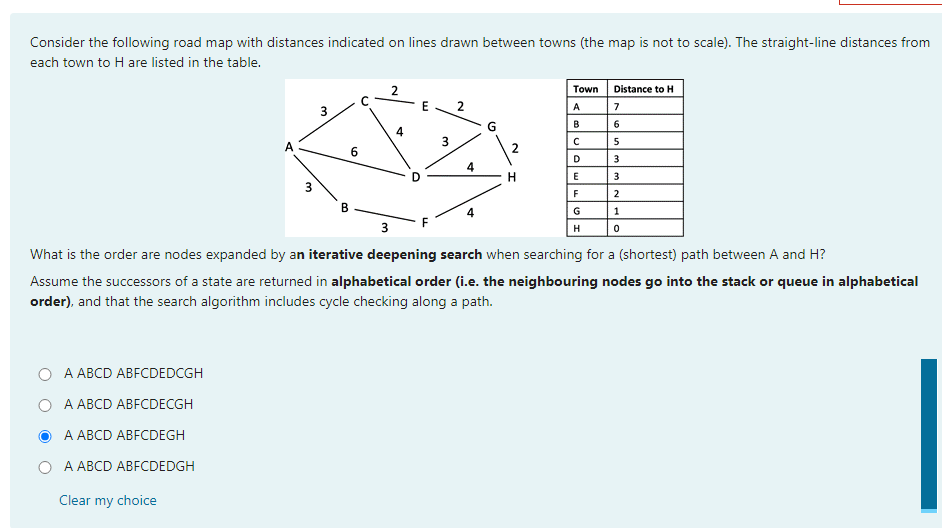 Consider the following road map with distances indicated on lines drawn between towns (the map is not to scale). The straight-line distances from
each town to H are listed in the table.
2
C
E
2
3
4
G
A
6
3
2
D
4
H
3
B
4
F
3
Town Distance to H
A 7
B 6
C 5
D 3
E 3
F 2
G 1
H 0
What is the order are nodes expanded by an iterative deepening search when searching for a (shortest) path between A and H?
Assume the successors of a state are returned in alphabetical order (i.e. the neighbouring nodes go into the stack or queue in alphabetical
order), and that the search algorithm includes cycle checking along a path.
A ABCD ABFCDEDCGH
A ABCD ABFCDECGH
A ABCD ABFCDEGH
A ABCD ABFCDEDGH
Clear my choice